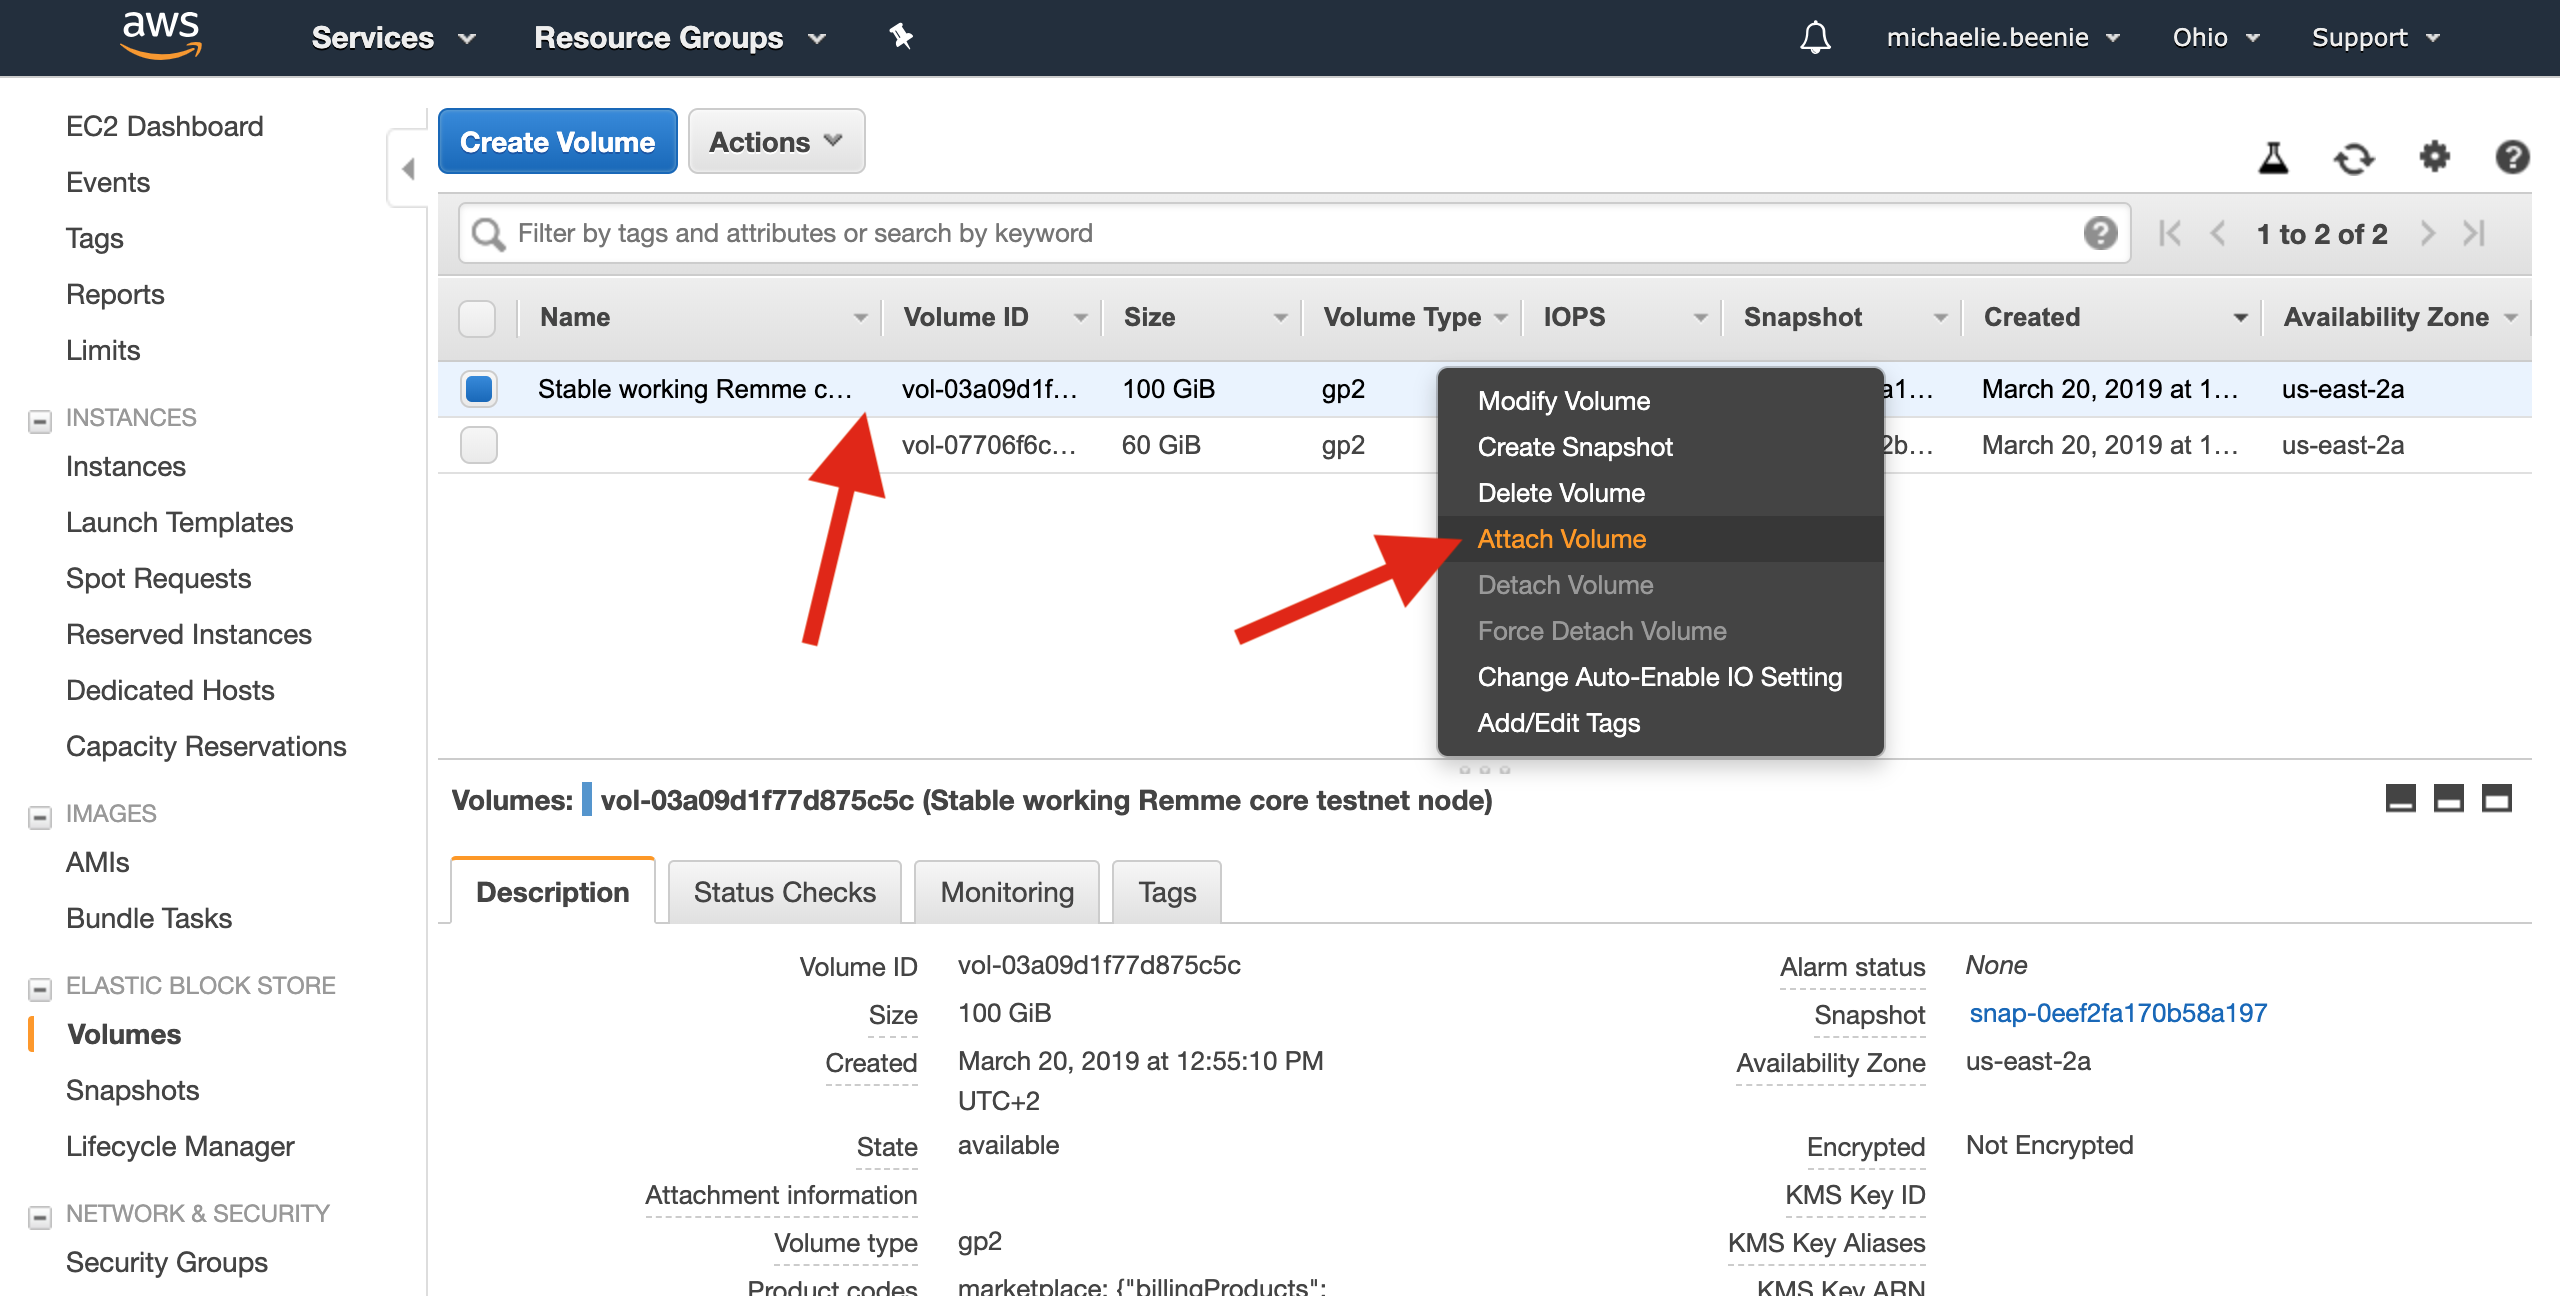 aws Services Resource Groups michaelie.beenie Ohio Support
EC2 Dashboard
Events
Tags
Reports
Limits
INSTANCES
Instances
Launch Templates
Spot Requests
Reserved Instances
Dedicated Hosts
Capacity Reservations
IMAGES
AMIs
Bundle Tasks
ELASTIC BLOCK STORE
Volumes
Snapshots
Lifecycle Manager
NETWORK & SECURITY
Security Groups
Create Volume Actions
Filter by tags and attributes or search by keyword 1 to 2 of 2
Name Volume ID Size Volume Type IOPS Snapshot Created Availability Zone
Stable working Remme c... vol-03a09d1f... 100 GiB gp2 a1... March 20, 2019 at 1... us-east-2a
vol-07706f6c... 60 GiB gp2 2b... March 20, 2019 at 1... us-east-2a
Modify Volume
Create Snapshot
Delete Volume
Attach Volume
Detach Volume
Force Detach Volume
Change Auto-Enable IO Setting
Add/Edit Tags
Volumes: vol-03a09d1f77d875c5c (Stable working Remme core testnet node)
Description Status Checks Monitoring Tags
Volume ID vol-03a09d1f77d875c5c
Size 100 GiB
Created March 20, 2019 at 12:55:10 PM
UTC+2
State available
Attachment information
Volume type gp2
Product codes marketplace: {"billingProducts":
Alarm status None
Snapshot snap-0eef2fa170b58a197
Availability Zone us-east-2a
Encrypted Not Encrypted
KMS Key ID
KMS Key Aliases
KMS Key ARN